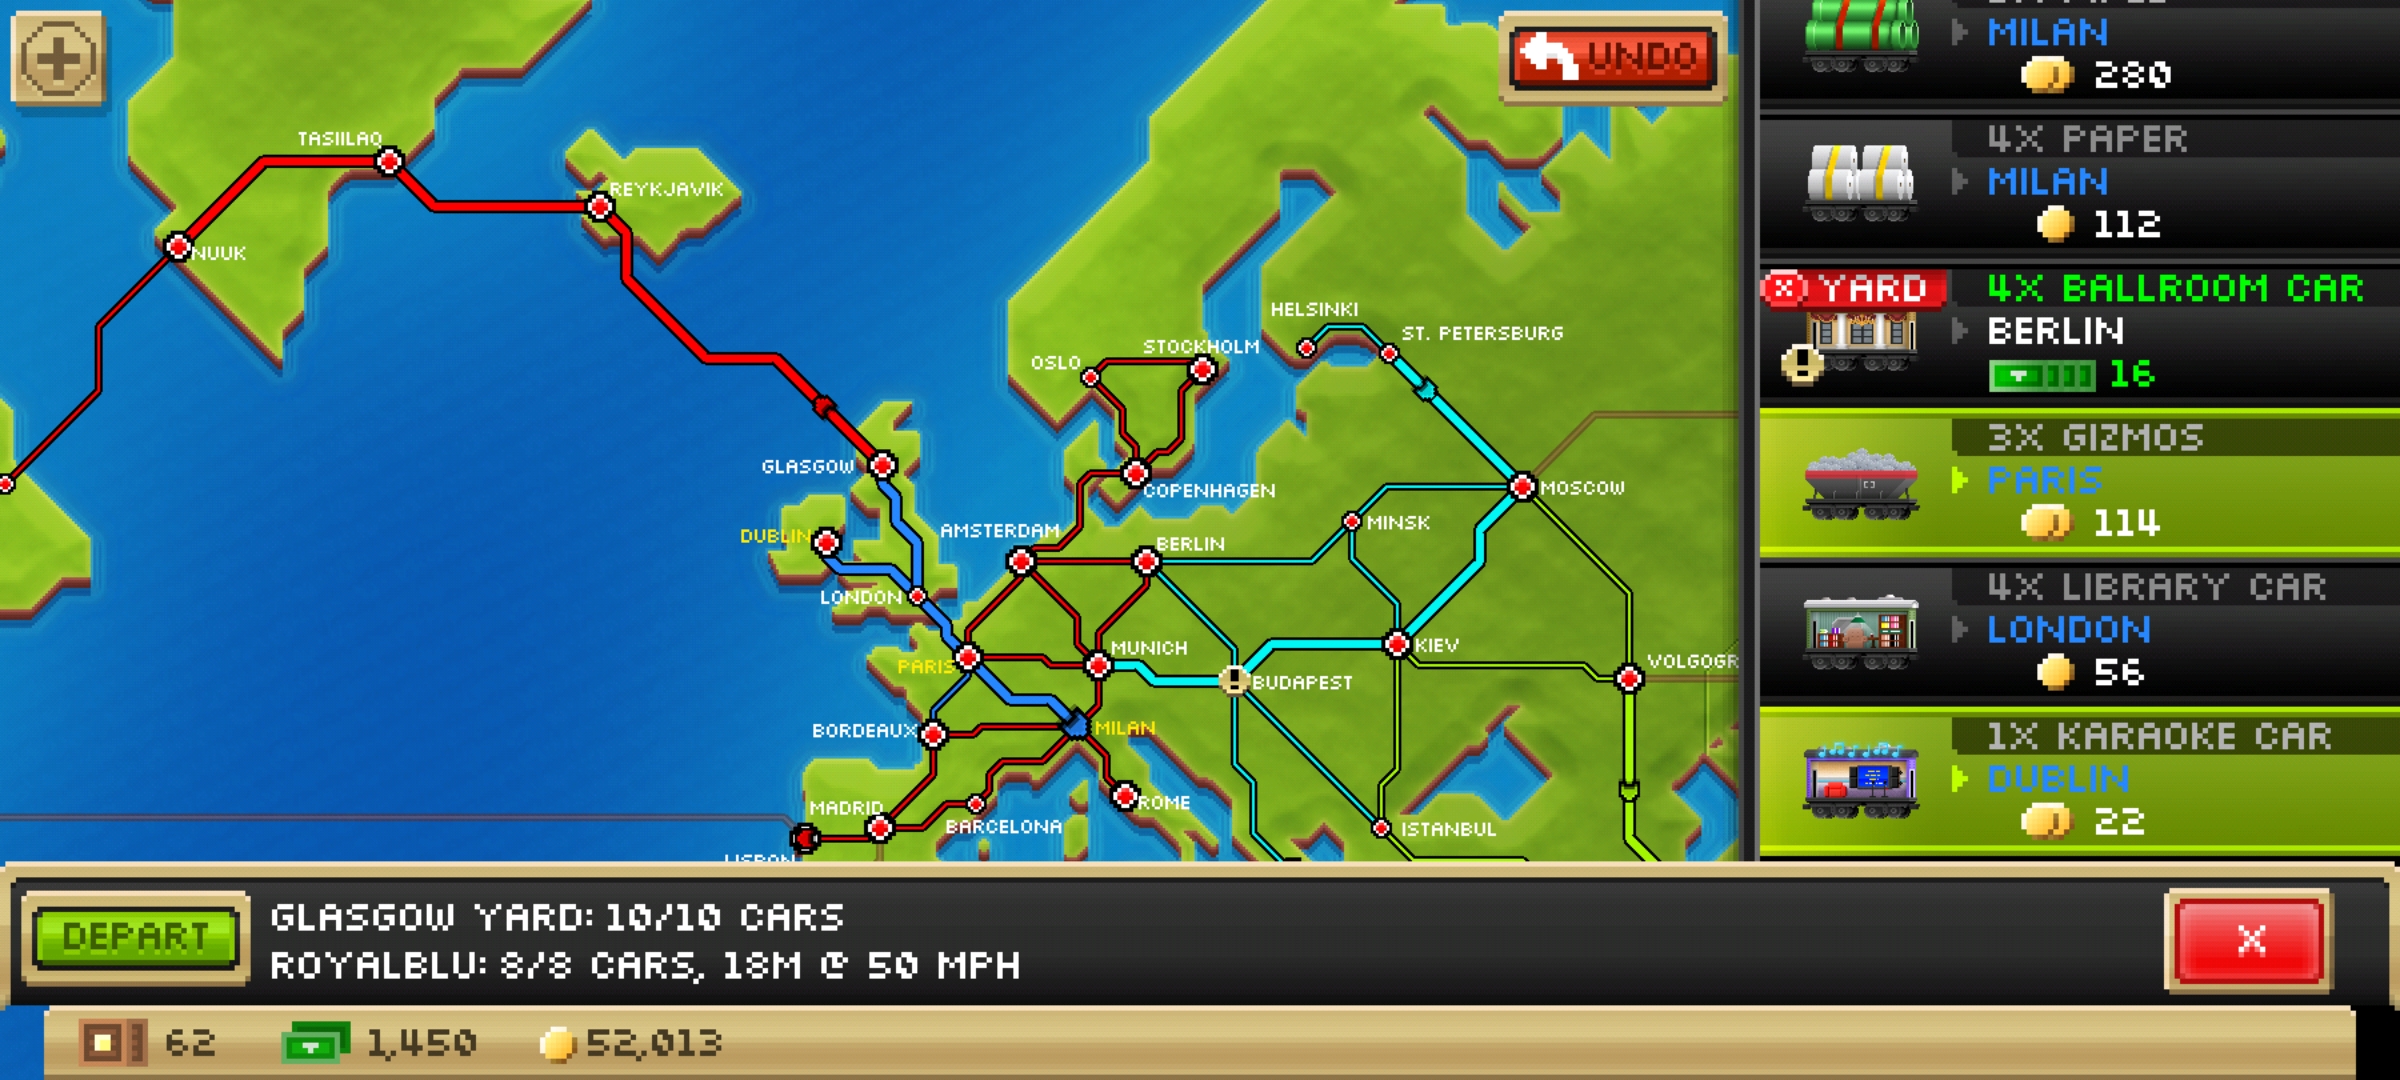 UNDO
TASIILAQ
REYKJAVIK
NUUK
HELSINKI
ST. PETERSBURG
STOCKHOLM
OSLO
GLASGOW
MOSCOW
COPENHAGEN
MINSK
DUBLIN
AMSTERDAM
BERLIN
LONDON
MUNICH
KIEV
VOLGOGR
PARIS
BUDAPEST
BORDEAUX
MILAN
MADRID
ROME
BARCELONA
ISTANBUL
LISBON
MILAN
280
4X PAPER
MILAN
112
X YARD
4X BALLROOM CAR
BERLIN
16
3X GIZMOS
PARIS
114
4X LIBRARY CAR
LONDON
56
1X KARAOKE CAR
DUBLIN
22
DEPART
GLASGOW YARD: 10/10 CARS
ROYALBLU: 8/8 CARS, 18M @ 50 MPH
X
62
1,450
52,013